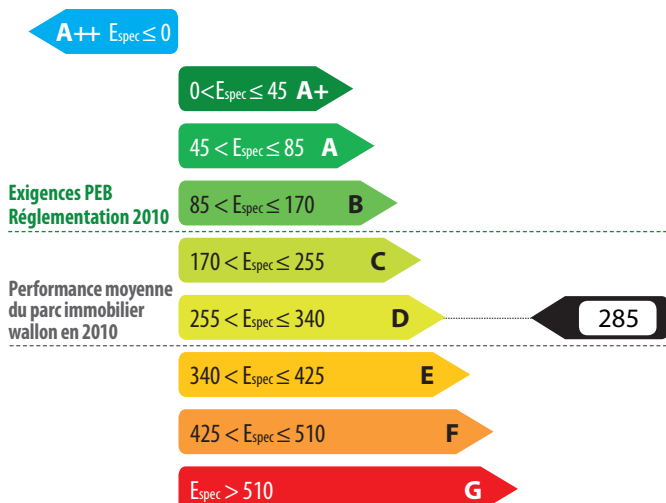 A++ Espec ≤ 0
0<Espec ≤ 45 A+
45 < Espec ≤ 85 A
Exigences PEB
Réglementation 2010
85 < Espec ≤ 170 B
170 < Espec ≤ 255 C
Performance moyenne
du parc immobilier
wallon en 2010
255 < Espec ≤ 340 D
285
340 < Espec ≤ 425 E
425 < Espec ≤ 510 F
Espec > 510 G